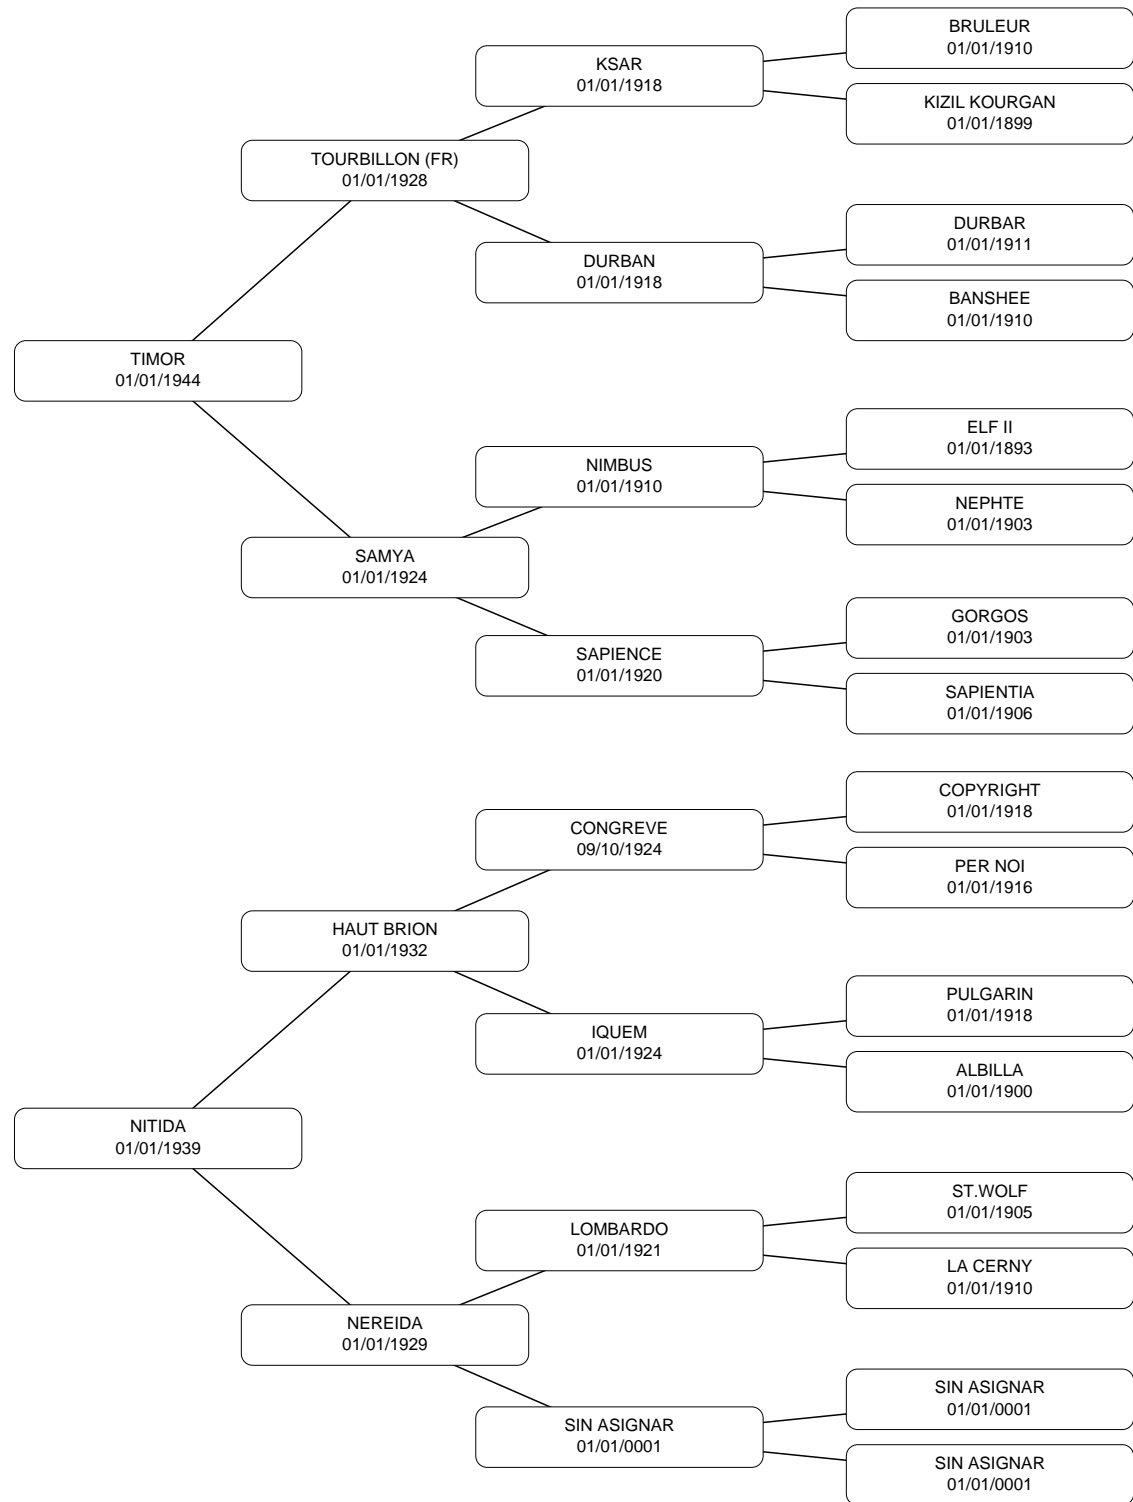 BRULEUR
01/01/1910
KSAR
01/01/1918
KIZIL KOURGAN
01/01/1899
TOURBILLON (FR)
01/01/1928
DURBAR
01/01/1911
DURBAN
01/01/1918
BANSHEE
01/01/1910
TIMOR
01/01/1944
ELF II
01/01/1893
NIMBUS
01/01/1910
NEPHTE
01/01/1903
SAMYA
01/01/1924
GORGOS
01/01/1903
SAPIENCE
01/01/1920
SAPIENTIA
01/01/1906
COPYRIGHT
01/01/1918
CONGREVE
09/10/1924
PER NOI
01/01/1916
HAUT BRION
01/01/1932
PULGARIN
01/01/1918
IQUEM
01/01/1924
ALBILLA
01/01/1900
NITIDA
01/01/1939
ST.WOLF
01/01/1905
LOMBARDO
01/01/1921
LA CERNY
01/01/1910
NEREIDA
01/01/1929
SIN ASIGNAR
01/01/0001
SIN ASIGNAR
01/01/0001
SIN ASIGNAR
01/01/0001